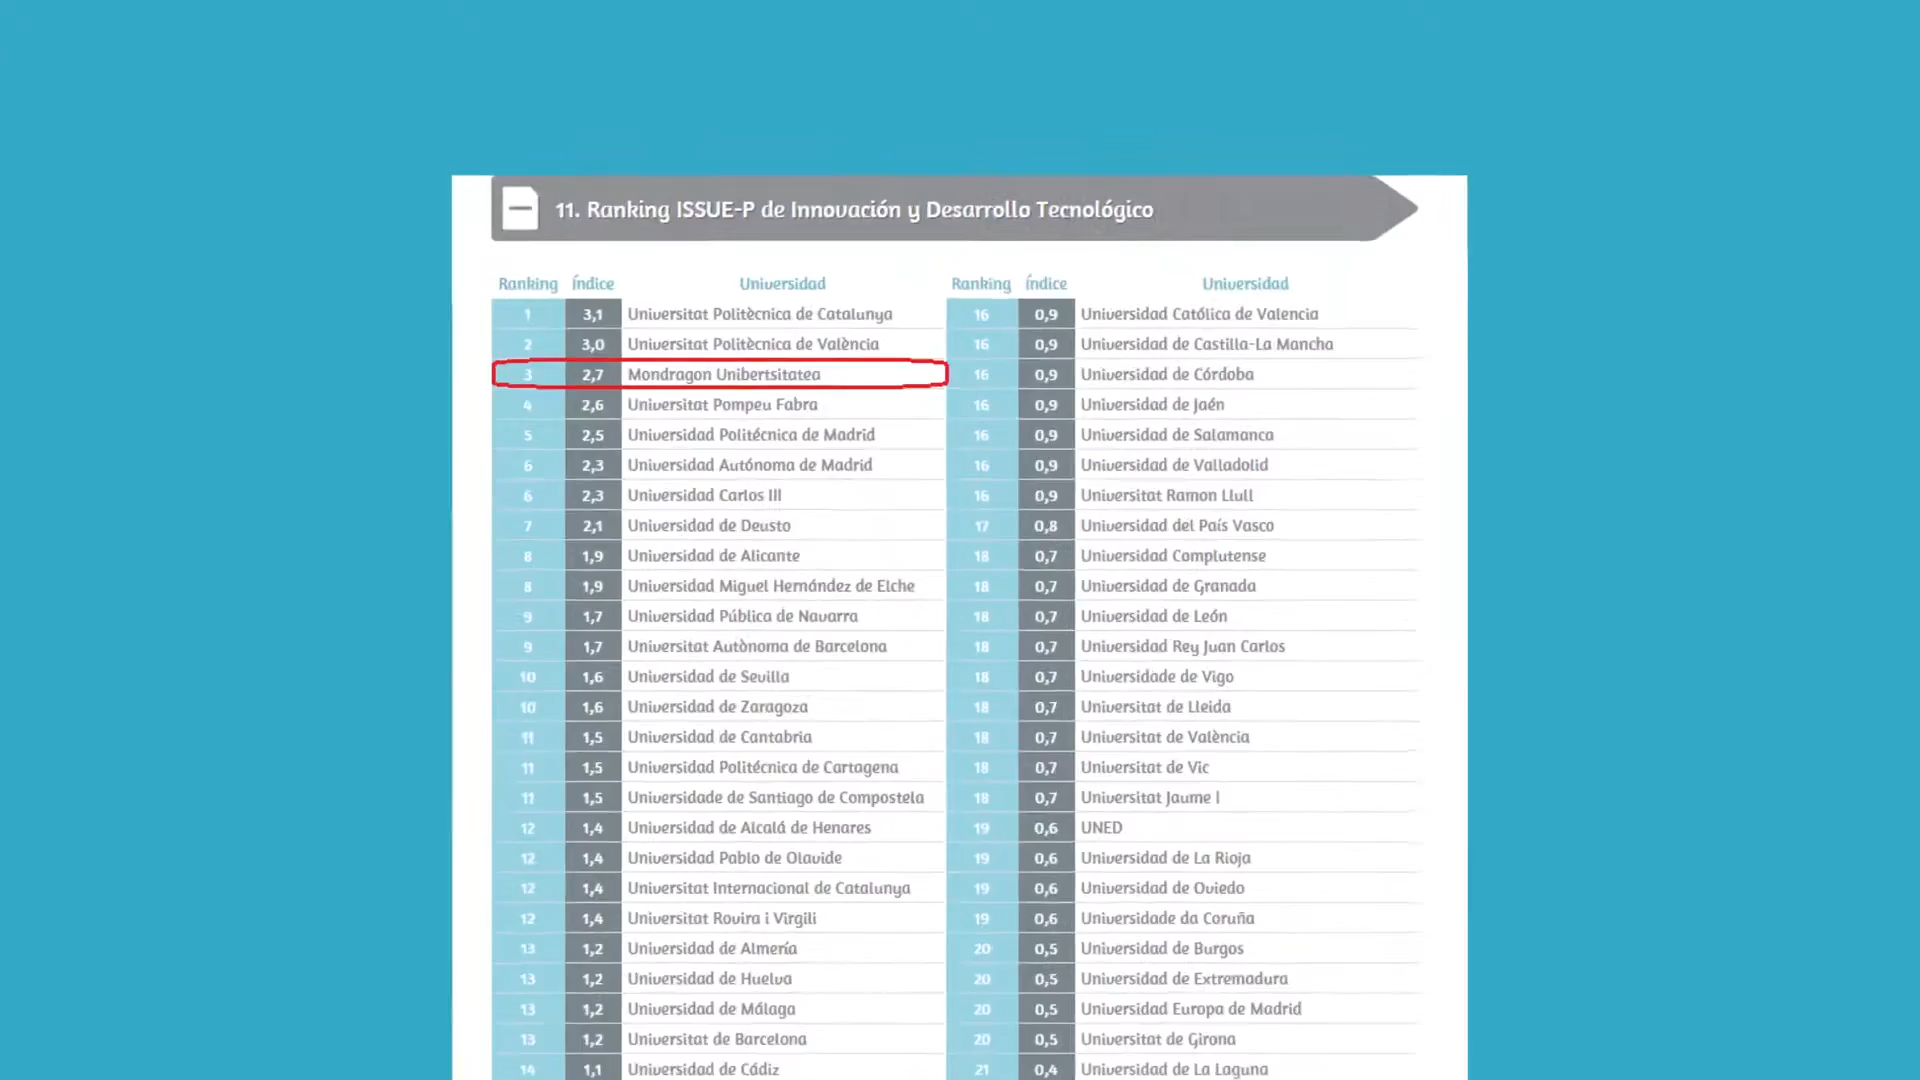 11. Ranking ISSUE-P de Innovación y Desarrollo Tecnológico
Ranking Índice Universidad
1 3,1 Universitat Politècnica de Catalunya
2 3,0 Universitat Politècnica de València
3 2,7 Mondragon Unibertsitatea
4 2,6 Universitat Pompeu Fabra
5 2,5 Universidad Politécnica de Madrid
6 2,3 Universidad Autónoma de Madrid
6 2,3 Universidad Carlos III
7 2,1 Universidad de Deusto
8 1,9 Universidad de Alicante
8 1,9 Universidad Miguel Hernández de Elche
9 1,7 Universidad Pública de Navarra
9 1,7 Universitat Autònoma de Barcelona
10 1,6 Universidad de Sevilla
10 1,6 Universidad de Zaragoza
11 1,5 Universidad de Cantabria
11 1,5 Universidad Politécnica de Cartagena
11 1,5 Universidade de Santiago de Compostela
12 1,4 Universidad de Alcalá de Henares
12 1,4 Universidad Pablo de Olavide
12 1,4 Universitat Internacional de Catalunya
12 1,4 Universitat Rovira i Virgili
13 1,2 Universidad de Almería
13 1,2 Universidad de Huelva
13 1,2 Universidad de Málaga
13 1,2 Universitat de Barcelona
14 1,1 Universidad de Cádiz
Ranking Índice Universidad
16 0,9 Universidad Católica de Valencia
16 0,9 Universidad de Castilla-La Mancha
16 0,9 Universidad de Córdoba
16 0,9 Universidad de Jaén
16 0,9 Universidad de Salamanca
16 0,9 Universidad de Valladolid
16 0,9 Universitat Ramon Llull
17 0,8 Universidad del País Vasco
18 0,7 Universidad Complutense
18 0,7 Universidad de Granada
18 0,7 Universidad de León
18 0,7 Universidad Rey Juan Carlos
18 0,7 Universidade de Vigo
18 0,7 Universitat de Lleida
18 0,7 Universitat de València
18 0,7 Universitat de Vic
18 0,7 Universitat Jaume I
19 0,6 UNED
19 0,6 Universidad de La Rioja
19 0,6 Universidad de Oviedo
19 0,6 Universidade da Coruña
20 0,5 Universidad de Burgos
20 0,5 Universidad de Extremadura
20 0,5 Universidad Europa de Madrid
20 0,5 Universitat de Girona
21 0,4 Universidad de La Laguna